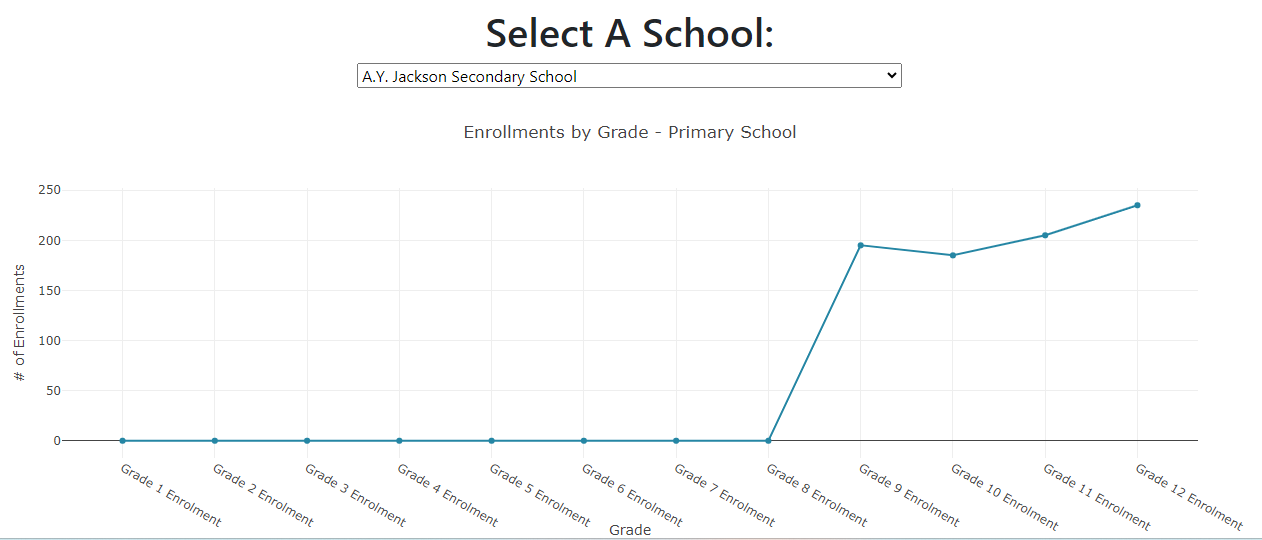 Select A School:
A.Y. Jackson Secondary School
Enrollments by Grade - Primary School
250
200
150
100
50
0
# of Enrollments
Grade 1 Enrolment
Grade 2 Enrolment
Grade 3 Enrolment
Grade 4 Enrolment
Grade 5 Enrolment
Grade 6 Enrolment
Grade 7 Enrolment
Grade 8 Enrolment
Grade 9 Enrolment
Grade 10 Enrolment
Grade 11 Enrolment
Grade 12 Enrolment
Grade